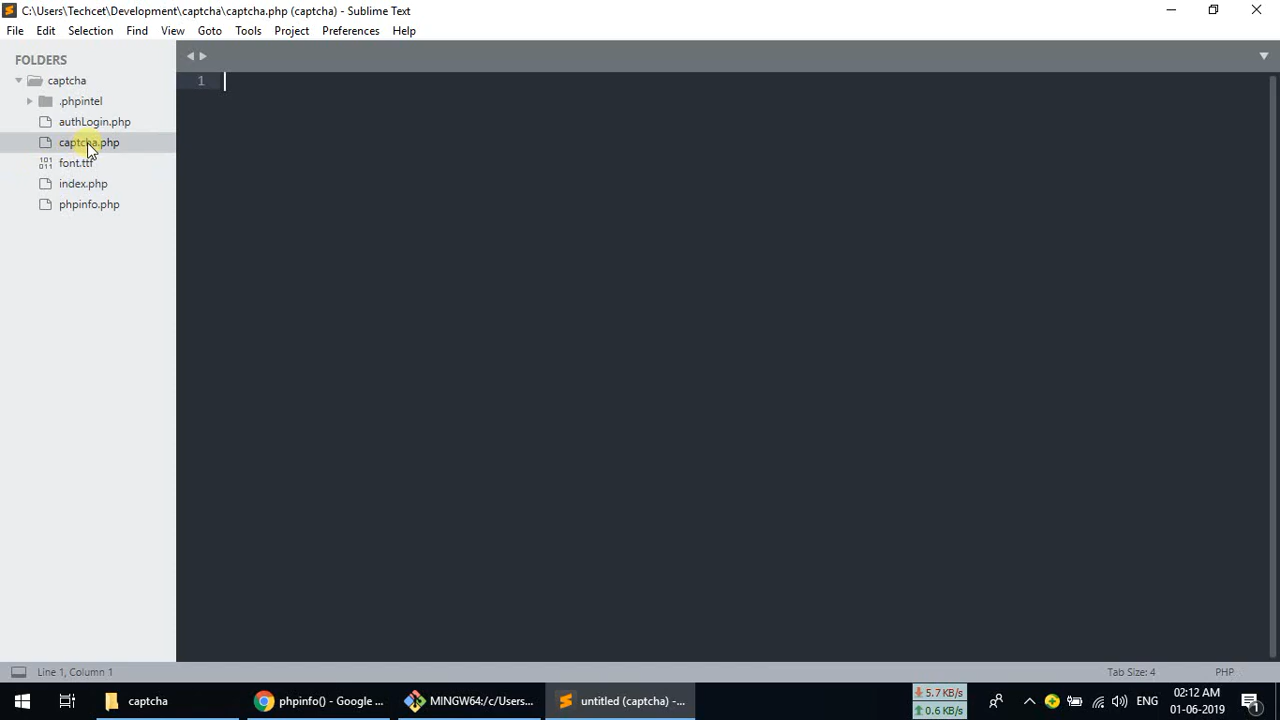 C:\Users\Techcet\Development\captcha\captcha.php (captcha) - Sublime Text
File Edit Selection Find View Goto Tools Project Preferences Help
FOLDERS
captcha
.phpintel
authLogin.php
captcha.php
font.ttf
index.php
phpinfo.php
1
Line 1, Column 1
Tab Size: 4
PHP
captcha
phpinfo() - Google ...
MINGW64:/c/Users...
untitled (captcha) -...
5.7 KB/s
0.6 KB/s
ENG
02:12 AM
01-06-2019
1